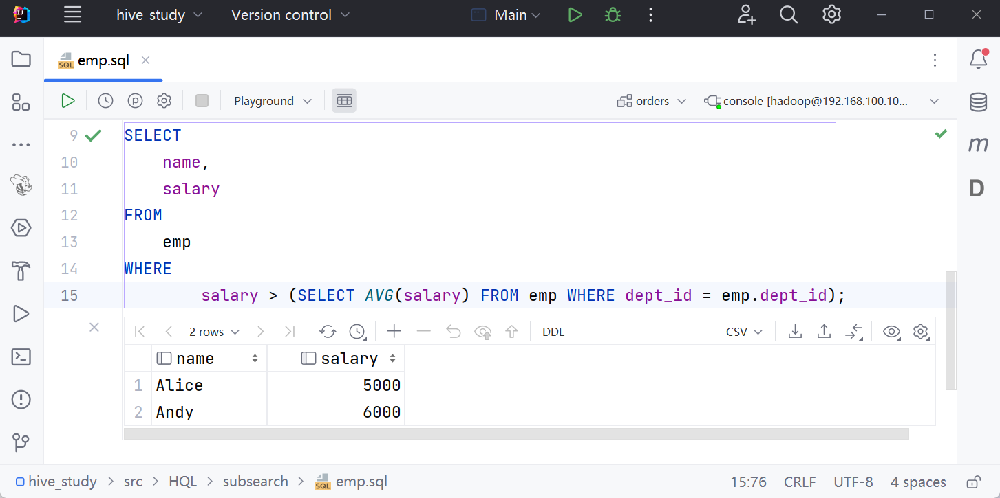 hive_study Version control Main
emp.sql
Playground orders console [hadoop@192.168.100.10...
9 SELECT
10 name,
11 salary
12 FROM
13 emp
14 WHERE
15 salary > (SELECT AVG(salary) FROM emp WHERE dept_id = emp.dept_id);
2 rows DDL CSV
name salary
1 Alice 5000
2 Andy 6000
hive_study > src > HQL > subsearch > emp.sql 15:76 CRLF UTF-8 4 spaces